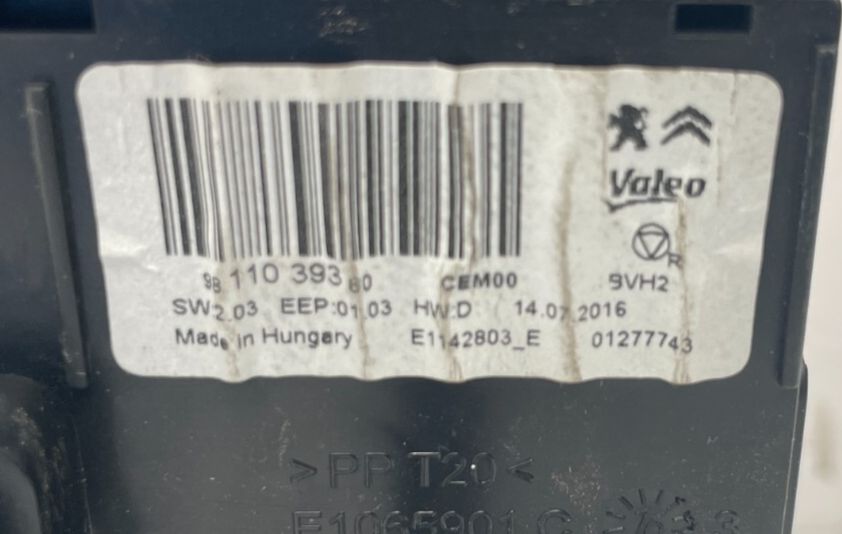 Valeo
R
98 110 393 80 CEM00 9VH2
SW:2.03 EEP:01.03 HW:D 14.07.2016
Made in Hungary E1142803_E 01277743
>PP T20<
E1065901 C